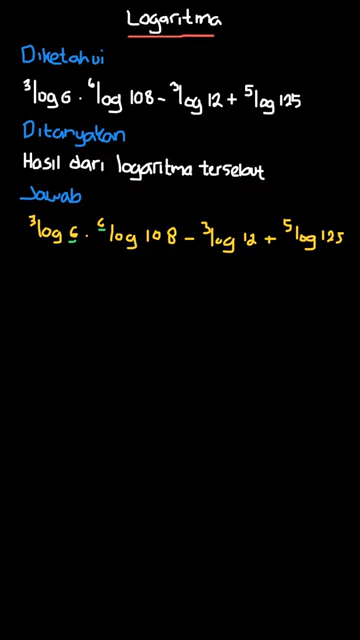 Logaritma
Diketahui
³log 6 . ⁶log 108 - ³log 12 + ⁵log 125
Ditanyakan
Hasil dari logaritma tersebut
Jawab
³log 6 . ⁶log 108 - ³log 12 + ⁵log 125